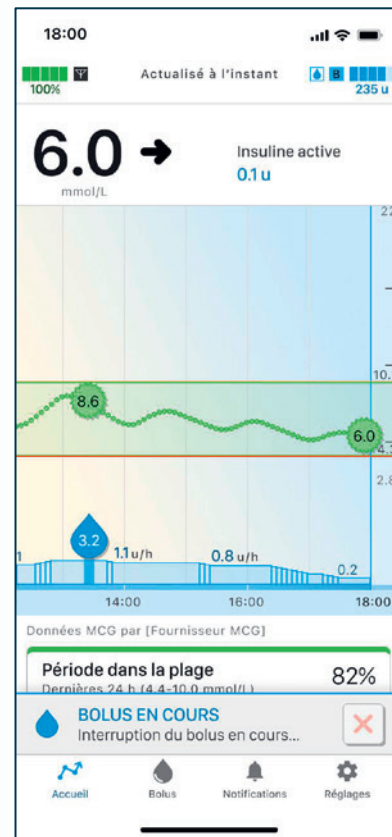 18:00
100%
Actualisé à l'instant
B
235 u
6.0
mmol/L
Insuline active
0.1 u
10.
8.6
6.0
2.8
3.2
1.1 u/h
0.8 u/h
0.2
14:00
16:00
18:00
Données MCG par [Fournisseur MCG]
Période dans la plage
82%
Dernières 24 h (4.4-10.0 mmol/L)
BOLUS EN COURS
Interruption du bolus en cours...
Accueil
Bolus
Notifications
Réglages